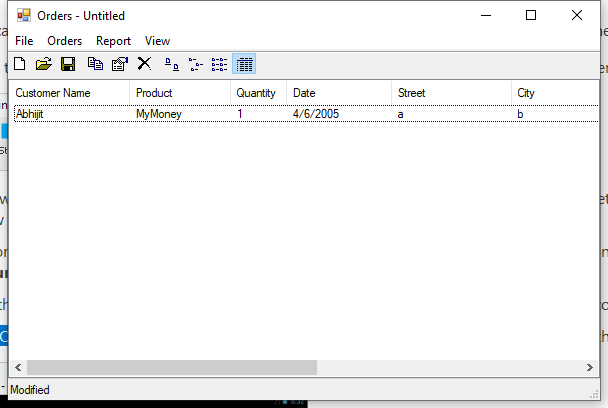 Orders - Untitled
File Orders Report View
Customer Name Product Quantity Date Street City
Abhijit MyMoney 1 4/6/2005 a b
Modified